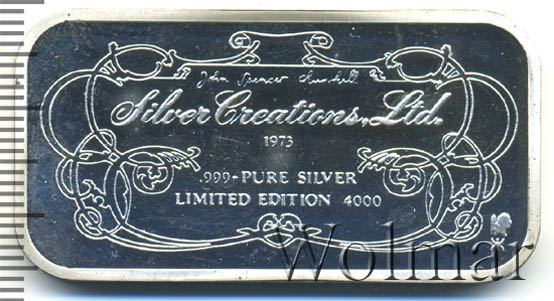 John Spencer Churchill
Silver Creations, Ltd.
1973
.999-PURE SILVER
LIMITED EDITION 4000
Wolmar